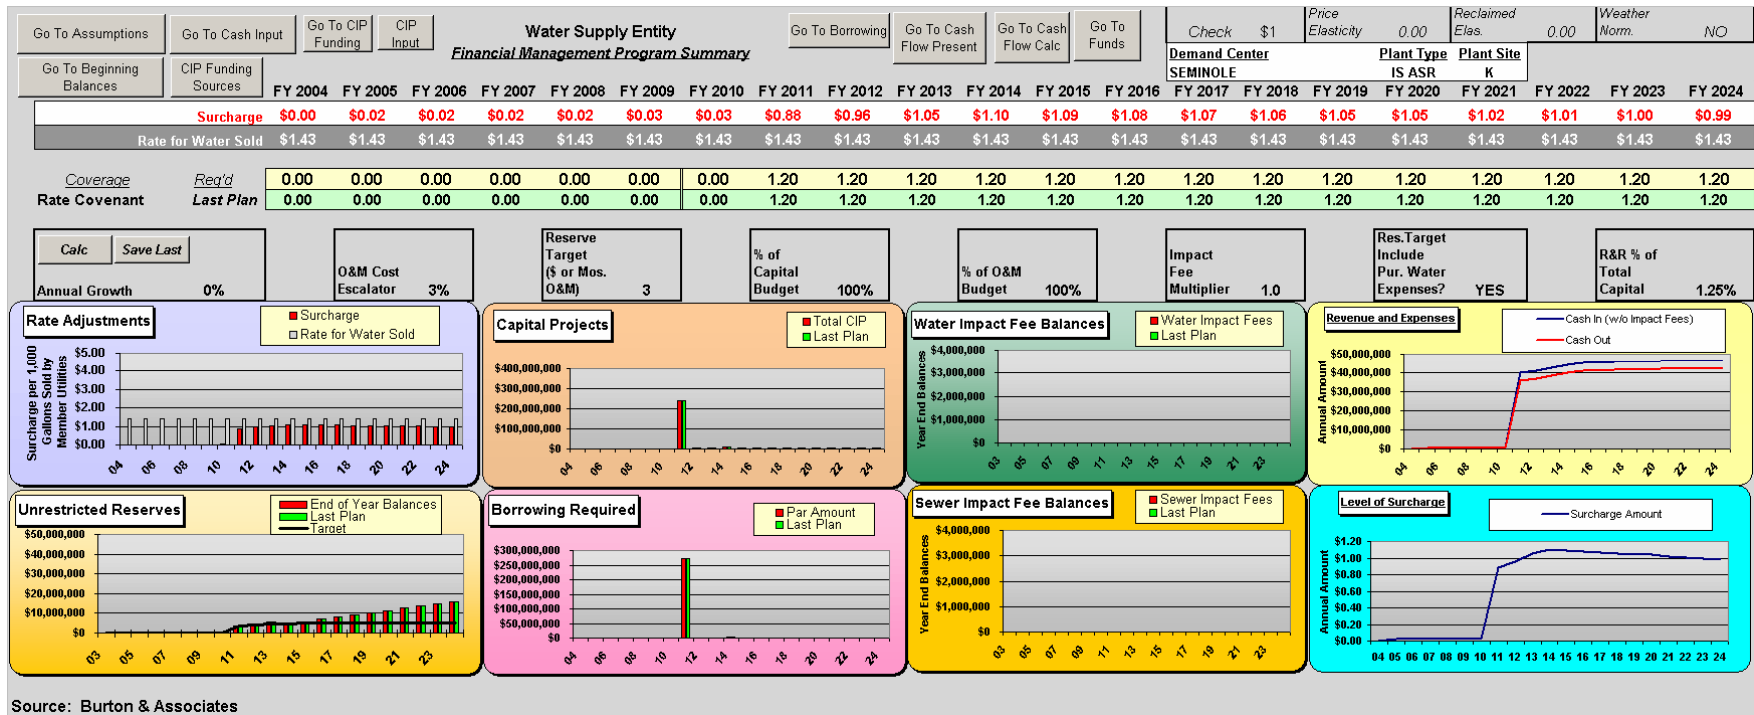 Go To Assumptions
Go To Cash Input
Go To CIP Funding
CIP Input
Water Supply Entity
Financial Management Program Summary
Go To Borrowing
Go To Cash Flow Present
Go To Cash Flow Calc
Go To Funds
Check $1
Price Elasticity 0.00
Reclaimed Elas. 0.00
Weather Norm. NO
Go To Beginning Balances
CIP Funding Sources
Demand Center Plant Type Plant Site
SEMINOLE IS ASR K
FY 2004 FY 2005 FY 2006 FY 2007 FY 2008 FY 2009 FY 2010 FY 2011 FY 2012 FY 2013 FY 2014 FY 2015 FY 2016 FY 2017 FY 2018 FY 2019 FY 2020 FY 2021 FY 2022 FY 2023 FY 2024
Surcharge $0.00 $0.02 $0.02 $0.02 $0.02 $0.03 $0.03 $0.88 $0.96 $1.05 $1.10 $1.09 $1.08 $1.07 $1.06 $1.05 $1.05 $1.02 $1.01 $1.00 $0.99
Rate for Water Sold $1.43 $1.43 $1.43 $1.43 $1.43 $1.43 $1.43 $1.43 $1.43 $1.43 $1.43 $1.43 $1.43 $1.43 $1.43 $1.43 $1.43 $1.43 $1.43 $1.43 $1.43
Coverage Req'd 0.00 0.00 0.00 0.00 0.00 0.00 0.00 1.20 1.20 1.20 1.20 1.20 1.20 1.20 1.20 1.20 1.20 1.20 1.20 1.20 1.20
Rate Covenant Last Plan 0.00 0.00 0.00 0.00 0.00 0.00 0.00 1.20 1.20 1.20 1.20 1.20 1.20 1.20 1.20 1.20 1.20 1.20 1.20 1.20 1.20
Calc Save Last
Annual Growth 0%
O&M Cost
Escalator 3%
Reserve
Target
($ or Mos.
O&M) 3
% of
Capital
Budget 100%
% of O&M
Budget 100%
Impact
Fee
Multiplier 1.0
Res.Target
Include
Pur. Water
Expenses? YES
R&R % of
Total
Capital 1.25%
Rate Adjustments
Surcharge
Rate for Water Sold
Surcharge per 1,000
Gallons Sold by
Member Utilities
$5.00
$4.00
$3.00
$2.00
$1.00
$0.00
04 06 08 10 12 14 16 18 20 22 24
Capital Projects
Total CIP
Last Plan
$400,000,000
$300,000,000
$200,000,000
$100,000,000
$0
04 06 08 10 12 14 16 18 20 22 24
Water Impact Fee Balances
Water Impact Fees
Last Plan
Year End Balances
$4,000,000
$3,000,000
$2,000,000
$1,000,000
$0
03 05 07 09 11 13 15 17 19 21 23
Revenue and Expenses
Cash In (w/o Impact Fees)
Cash Out
Annual Amount
$50,000,000
$40,000,000
$30,000,000
$20,000,000
$10,000,000
$0
04 06 08 10 12 14 16 18 20 22 24
Unrestricted Reserves
End of Year Balances
Last Plan
Target
$50,000,000
$40,000,000
$30,000,000
$20,000,000
$10,000,000
$0
03 05 07 09 11 13 15 17 19 21 23
Borrowing Required
Par Amount
Last Plan
$300,000,000
$250,000,000
$200,000,000
$150,000,000
$100,000,000
$50,000,000
$0
04 06 08 10 12 14 16 18 20 22 24
Sewer Impact Fee Balances
Sewer Impact Fees
Last Plan
Year End Balances
$4,000,000
$3,000,000
$2,000,000
$1,000,000
$0
03 05 07 09 11 13 15 17 19 21 23
Level of Surcharge
Surcharge Amount
Annual Amount
$1.20
$1.00
$0.80
$0.60
$0.40
$0.20
$0.00
04 05 06 07 08 09 10 11 12 13 14 15 16 17 18 19 20 21 22 23 24
Source: Burton & Associates